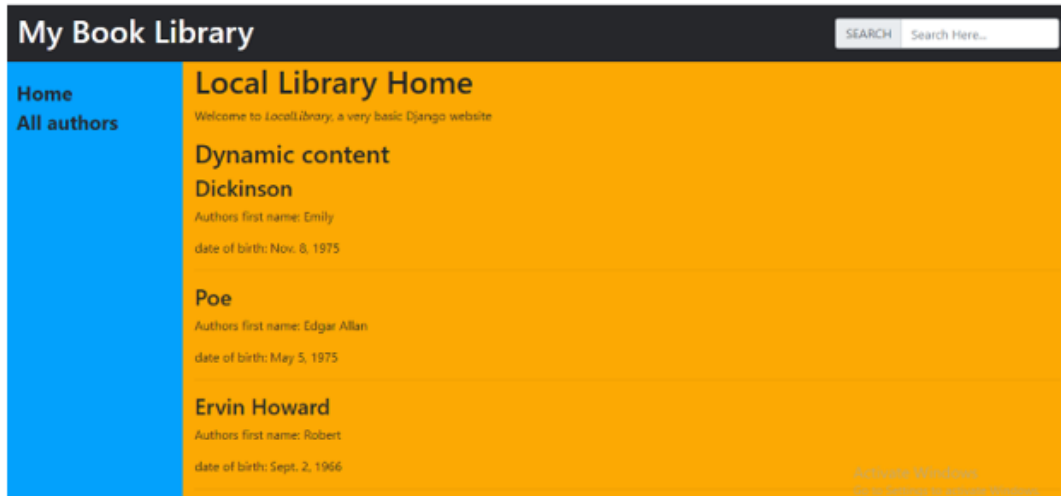 My Book Library
SEARCH Search Here...
Home
All authors
Local Library Home
Welcome to LocalLibrary, a very basic Django website
Dynamic content
Dickinson
Authors first name: Emily
date of birth: Nov. 8, 1975
Poe
Authors first name: Edgar Allan
date of birth: May 5, 1975
Ervin Howard
Authors first name: Robert
date of birth: Sept. 2, 1966
Activate Windows